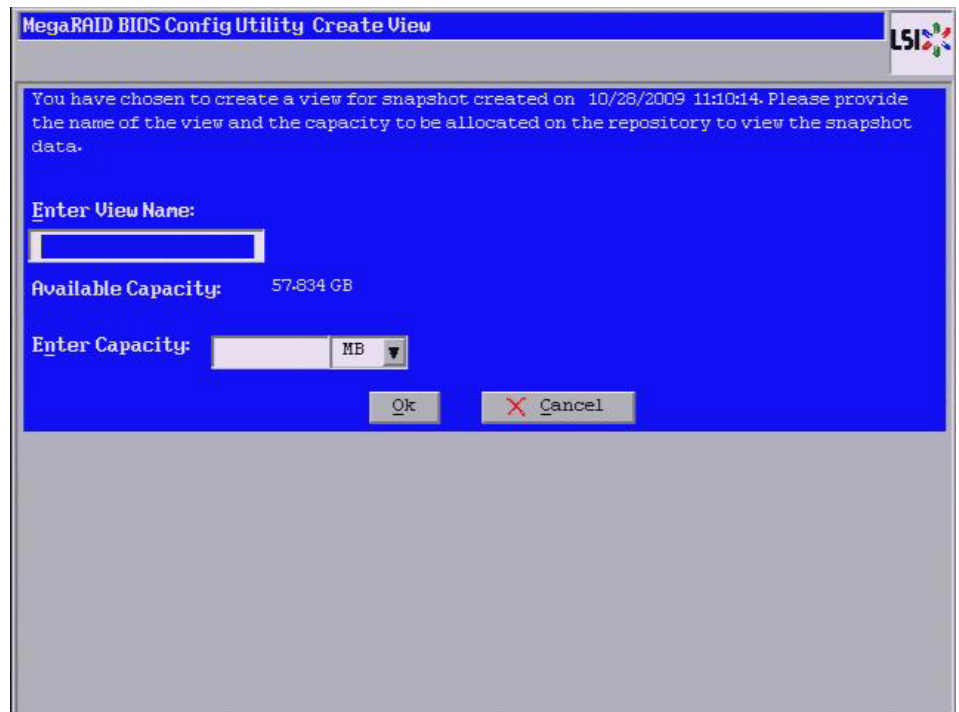 MegaRAID BIOS Config Utility Create View
LSI
You have chosen to create a view for snapshot created on 10/28/2009 11:10:14. Please provide
the name of the view and the capacity to be allocated on the repository to view the snapshot
data.
Enter View Name:
Available Capacity: 57.834 GB
Enter Capacity: MB
Ok Cancel